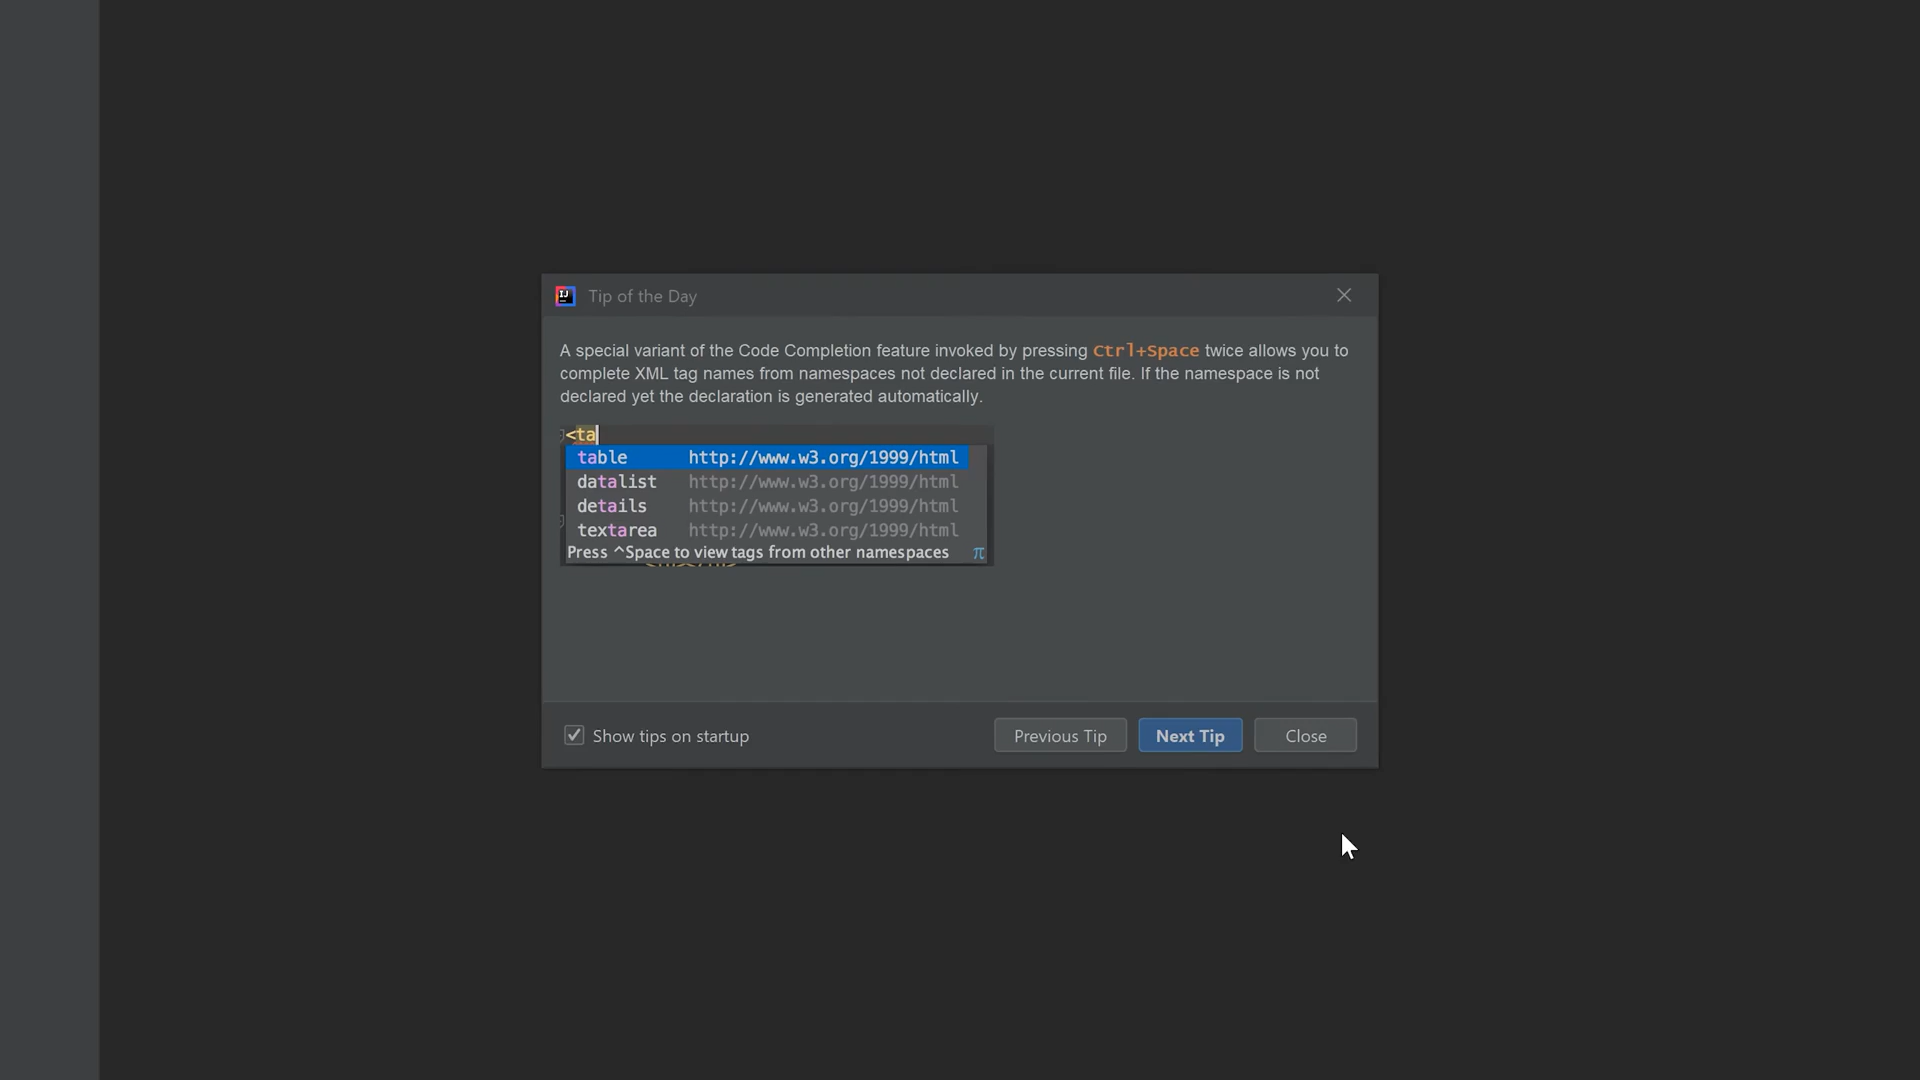 Tip of the Day
A special variant of the Code Completion feature invoked by pressing Ctrl+Space twice allows you to
complete XML tag names from namespaces not declared in the current file. If the namespace is not
declared yet the declaration is generated automatically.
<ta
table http://www.w3.org/1999/html
datalist http://www.w3.org/1999/html
details http://www.w3.org/1999/html
textarea http://www.w3.org/1999/html
Press ^Space to view tags from other namespaces π
Show tips on startup
Previous Tip
Next Tip
Close